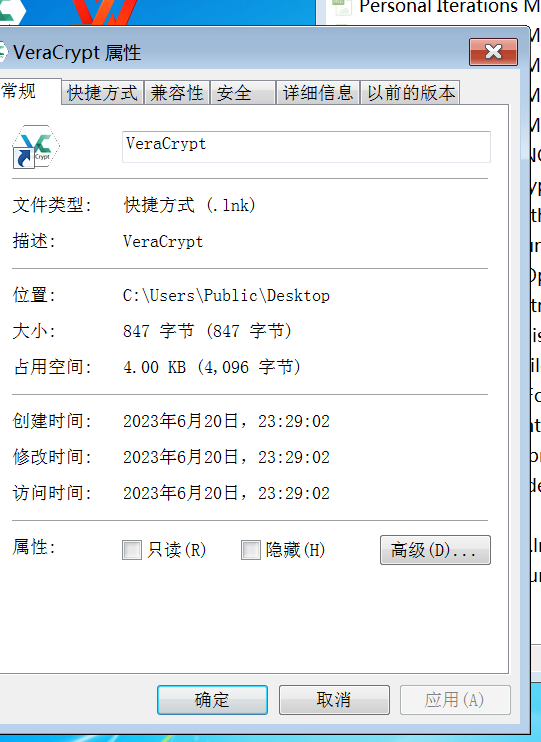 Personal Iterations M
VeraCrypt 属性
常规
快捷方式
兼容性
安全
详细信息
以前的版本
VeraCrypt
文件类型: 快捷方式 (.lnk)
描述: VeraCrypt
位置: C:\Users\Public\Desktop
大小: 847 字节 (847 字节)
占用空间: 4.00 KB (4,096 字节)
创建时间: 2023年6月20日，23:29:02
修改时间: 2023年6月20日，23:29:02
访问时间: 2023年6月20日，23:29:02
属性: 只读(R) 隐藏(H) 高级(D)...
确定 取消 应用(A)